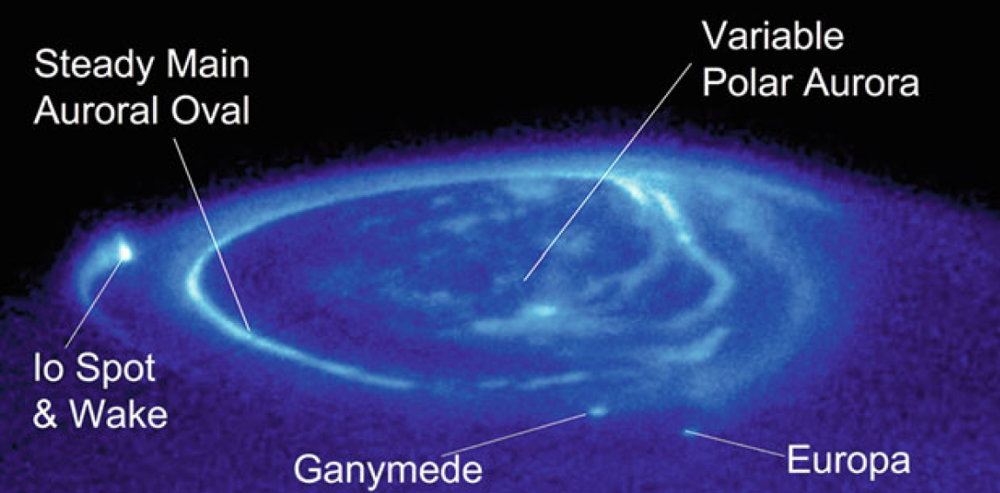 Steady Main
Auroral Oval
Variable
Polar Aurora
Io Spot
& Wake
Ganymede
Europa